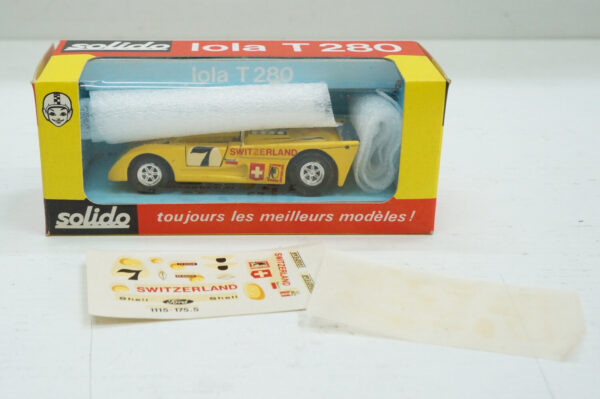 solido
lola T 280
lola T 280
7
SWITZERLAND
solido
toujours les meilleurs modèles!
7
SWITZERLAND
SWITZERLAND
Shell Ford Shell
1115-175.5